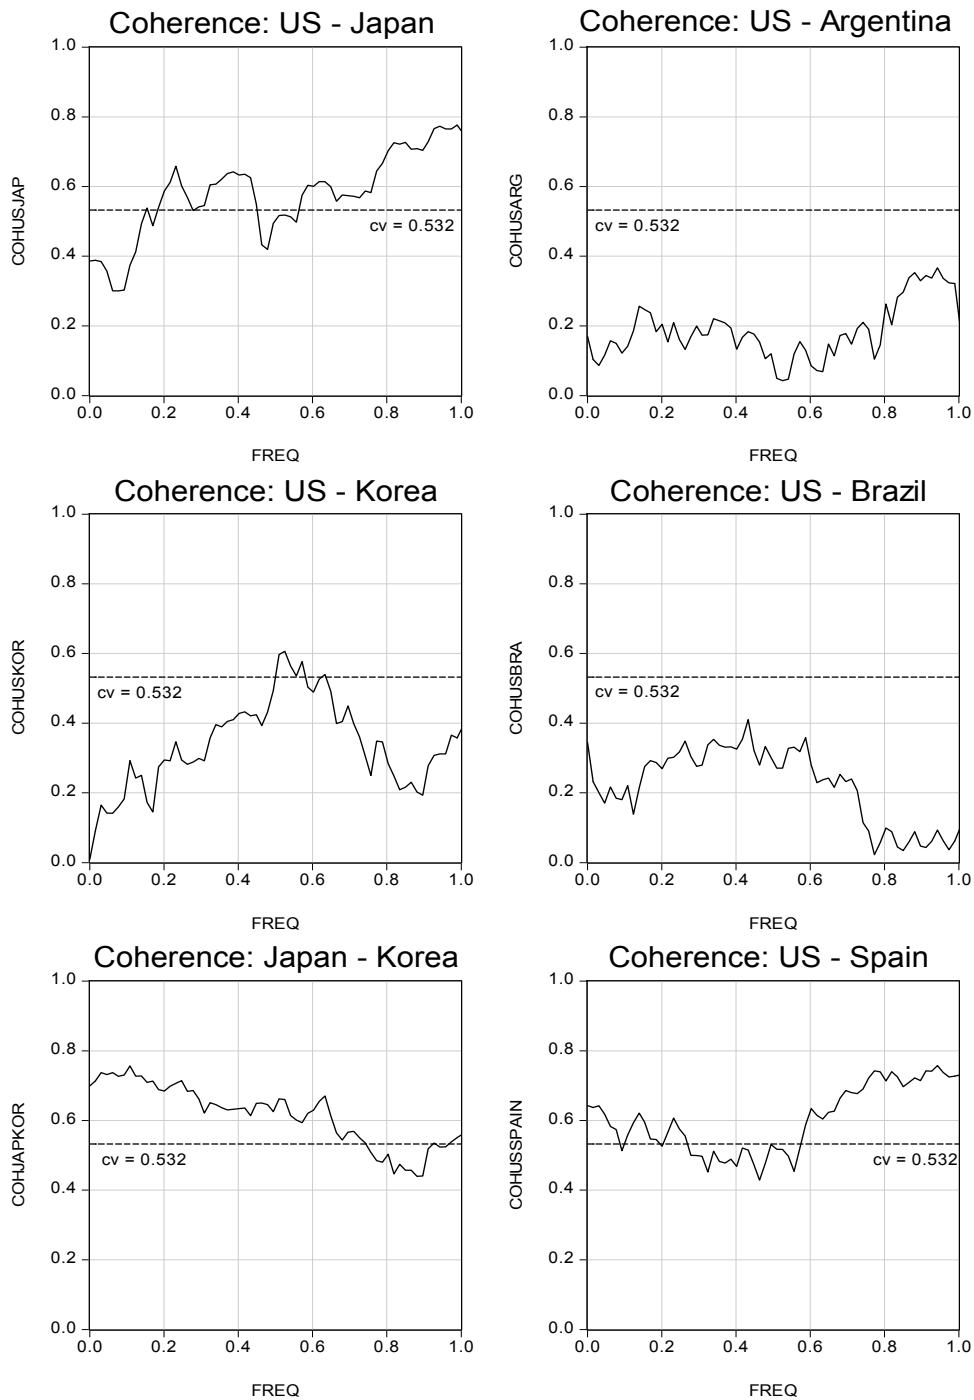 Coherence: US - Japan
1.0
0.8
0.6
0.4
0.2
0.0
COHUSJAP
cv = 0.532
0.0 0.2 0.4 0.6 0.8 1.0
FREQ
Coherence: US - Argentina
1.0
0.8
0.6
0.4
0.2
0.0
COHUSARG
cv = 0.532
0.0 0.2 0.4 0.6 0.8 1.0
FREQ
Coherence: US - Korea
1.0
0.8
0.6
0.4
0.2
0.0
COHUSKOR
cv = 0.532
0.0 0.2 0.4 0.6 0.8 1.0
FREQ
Coherence: US - Brazil
1.0
0.8
0.6
0.4
0.2
0.0
COHUSBRA
cv = 0.532
0.0 0.2 0.4 0.6 0.8 1.0
FREQ
Coherence: Japan - Korea
1.0
0.8
0.6
0.4
0.2
0.0
COHJAPKOR
cv = 0.532
0.0 0.2 0.4 0.6 0.8 1.0
FREQ
Coherence: US - Spain
1.0
0.8
0.6
0.4
0.2
0.0
COHUSSPAIN
cv = 0.532
0.0 0.2 0.4 0.6 0.8 1.0
FREQ